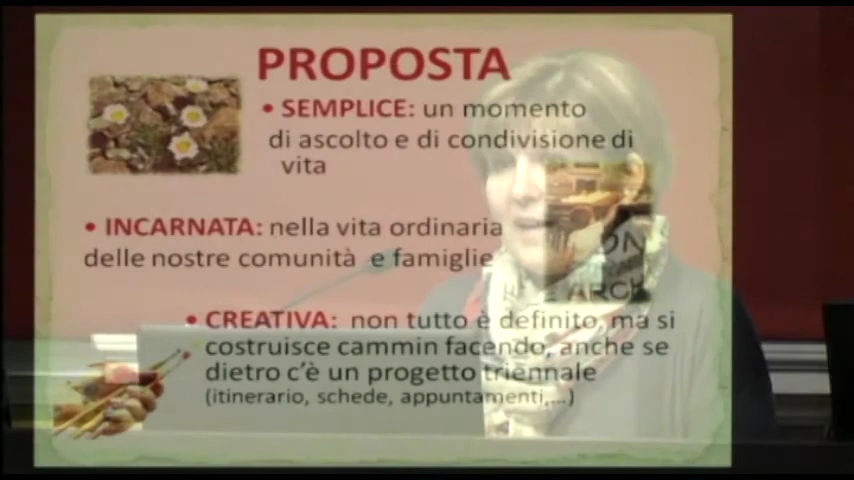 PROPOSTA
• SEMPLICE: un momento
di ascolto e di condivisione di
vita
• INCARNATA: nella vita ordinaria
delle nostre comunità e famiglie
• CREATIVA: non tutto è definito, ma si
costruisce cammin facendo, anche se
dietro c'è un progetto triennale
(itinerario, schede, appuntamenti,...)